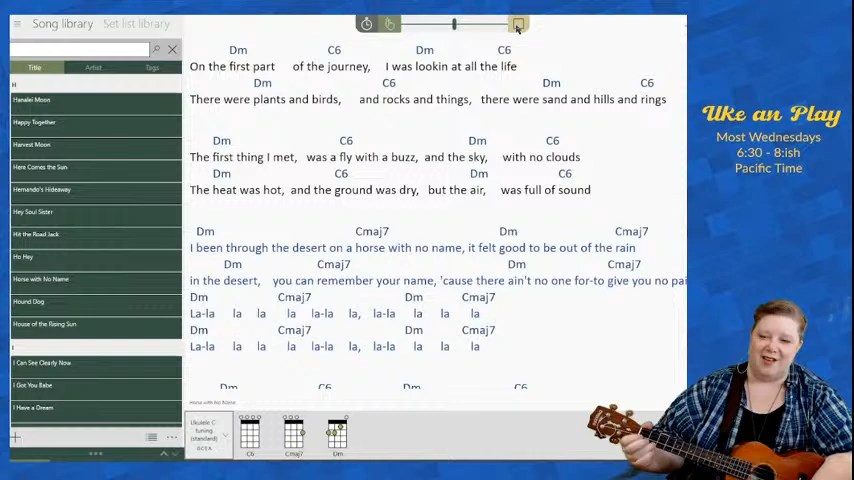 Song library Set list library
Title Artist Tags
H
Hanalei Moon
Happy Together
Harvest Moon
Here Comes the Sun
Hernando's Hideaway
Hey Soul Sister
Hit the Road Jack
Ho Hey
Horse with No Name
Hound Dog
House of the Rising Sun
I
I Can See Clearly Now
I Got You Babe
I Have a Dream
Dm C6 Dm C6
On the first part of the journey, I was lookin at all the life
Dm C6 Dm C6
There were plants and birds, and rocks and things, there were sand and hills and rings
Dm C6 Dm C6
The first thing I met, was a fly with a buzz, and the sky, with no clouds
Dm C6 Dm C6
The heat was hot, and the ground was dry, but the air, was full of sound
Dm Cmaj7 Dm Cmaj7
I been through the desert on a horse with no name, it felt good to be out of the rain
Dm Cmaj7 Dm Cmaj7
in the desert, you can remember your name, 'cause there ain't no one for-to give you no pai
Dm Cmaj7 Dm Cmaj7
La-la la la la la-la la, la-la la la la
Dm Cmaj7 Dm Cmaj7
La-la la la la la-la la, la-la la la la
Dm C6 Dm C6
Horse with No Name
Ukulele C
tuning
(standard)
GCEA
C6 Cmaj7 Dm
Uke an Play
Most Wednesdays
6:30 - 8:ish
Pacific Time